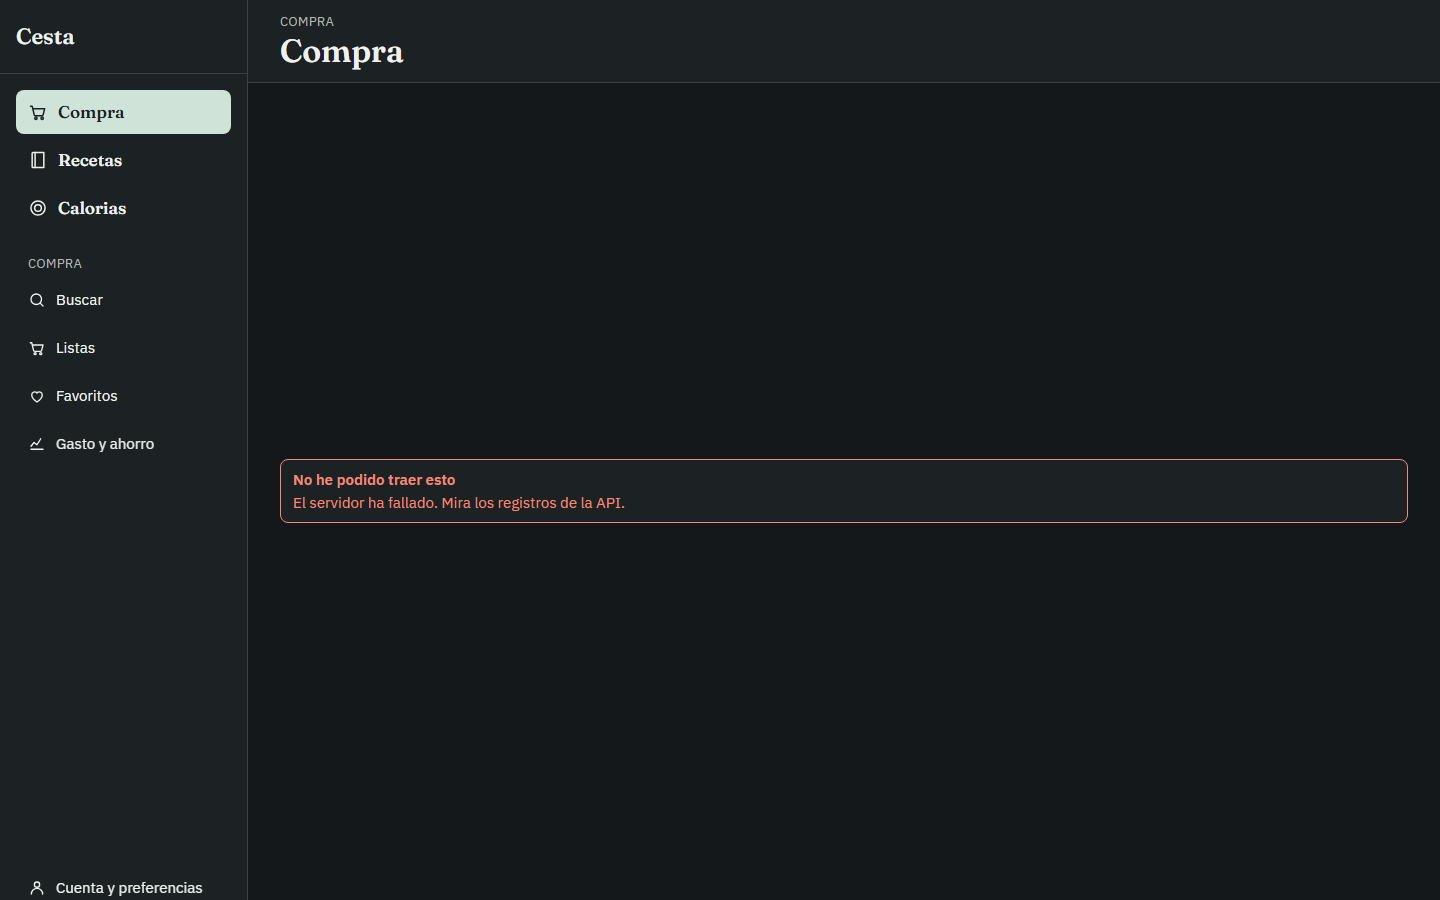 Cesta
Compra
Recetas
Calorias
COMPRA
Buscar
Listas
Favoritos
Gasto y ahorro
Cuenta y preferencias
COMPRA
Compra
No he podido traer esto
El servidor ha fallado. Mira los registros de la API.